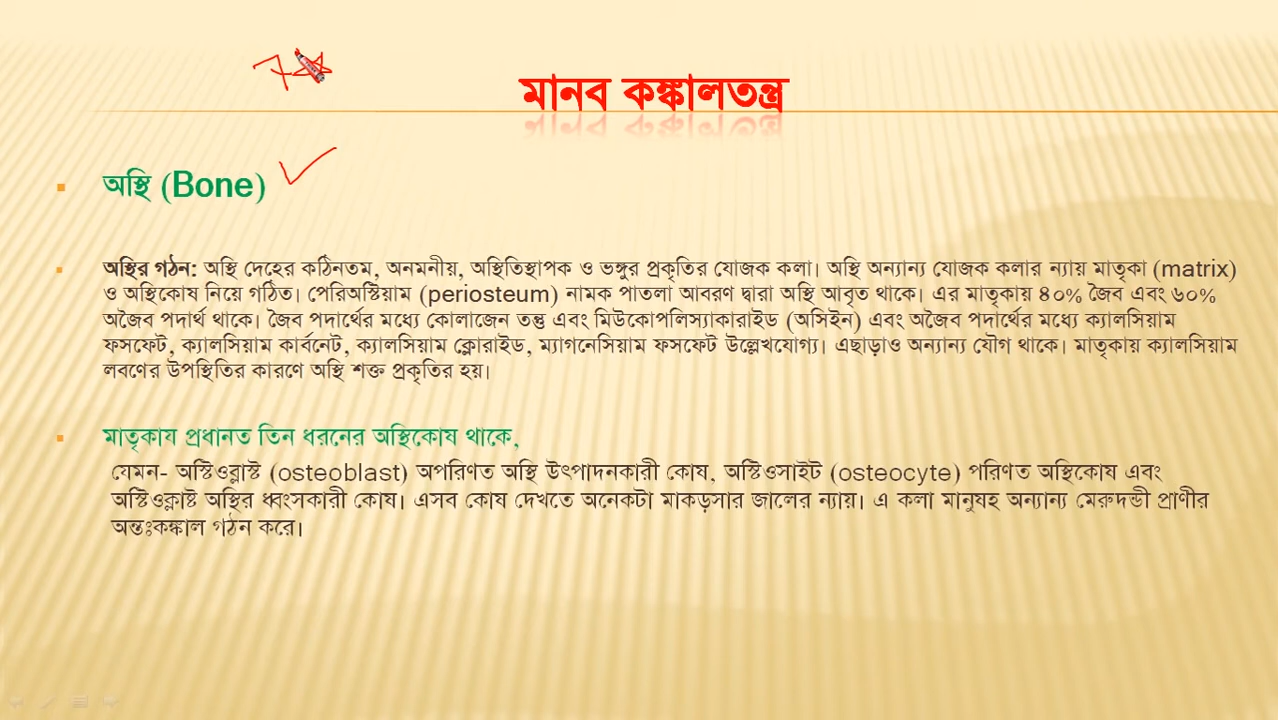 7
মানব কঙ্কালতন্ত্র
অস্থি (Bone)
অস্থির গঠন: অস্থি দেহের কঠিনতম, অনমনীয়, অস্থিতিস্থাপক ও ভঙ্গুর প্রকৃতির যোজক কলা। অস্থি অন্যান্য যোজক কলার ন্যায় মাতৃকা (matrix)
ও অস্থিকোষ নিয়ে গঠিত। পেরিঅস্টিয়াম (periosteum) নামক পাতলা আবরণ দ্বারা অস্থি আবৃত থাকে। এর মাতৃকায় ৪০% জৈব এবং ৬০%
অজৈব পদার্থ থাকে। জৈব পদার্থের মধ্যে কোলাজেন তন্তু এবং মিউকোপলিস্যাকারাইড (অসিইন) এবং অজৈব পদার্থের মধ্যে ক্যালসিয়াম
ফসফেট, ক্যালসিয়াম কার্বনেট, ক্যালসিয়াম ক্লোরাইড, ম্যাগনেসিয়াম ফসফেট উল্লেখযোগ্য। এছাড়াও অন্যান্য যৌগ থাকে। মাতৃকায় ক্যালসিয়াম
লবণের উপস্থিতির কারণে অস্থি শক্ত প্রকৃতির হয়।
মাতৃকায প্রধানত তিন ধরনের অস্থিকোষ থাকে,
যেমন- অস্টিওব্লাস্ট (osteoblast) অপরিণত অস্থি উৎপাদনকারী কোষ, অস্টিওসাইট (osteocyte) পরিণত অস্থিকোষ এবং
অস্টিওক্লাষ্ট অস্থির ধ্বংসকারী কোষ। এসব কোষ দেখতে অনেকটা মাকড়সার জালের ন্যায়। এ কলা মানুষহ অন্যান্য মেরুদন্ডী প্রাণীর
অন্তঃকঙ্কাল গঠন করে।